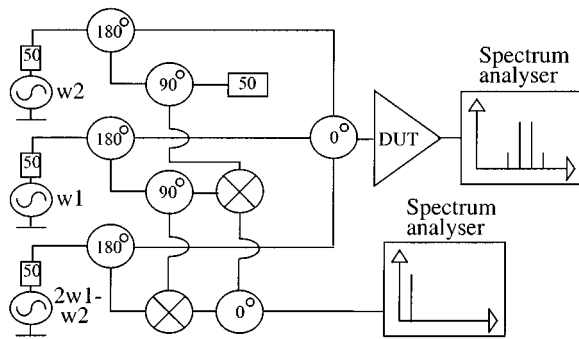 180°
50
w2
90°
50
Spectrum
analyser
180°
50
w1
90°
0°
DUT
Spectrum
analyser
180°
50
2w1-
w2
0°